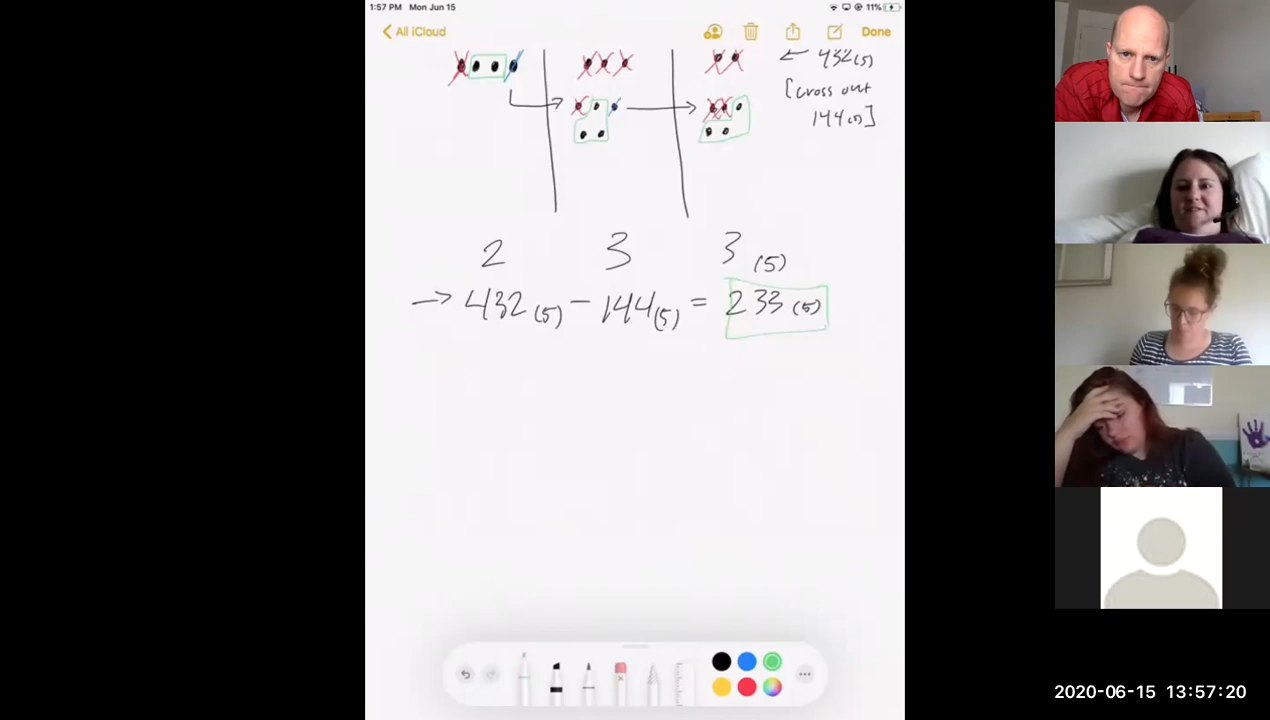 1:57 PM Mon Jun 15
11%
All iCloud
Done
← 432(5)
[cross out
144(5)]
2 3 3 (5)
→ 432(5) - 144(5) = 233(5)
2020-06-15 13:57:20